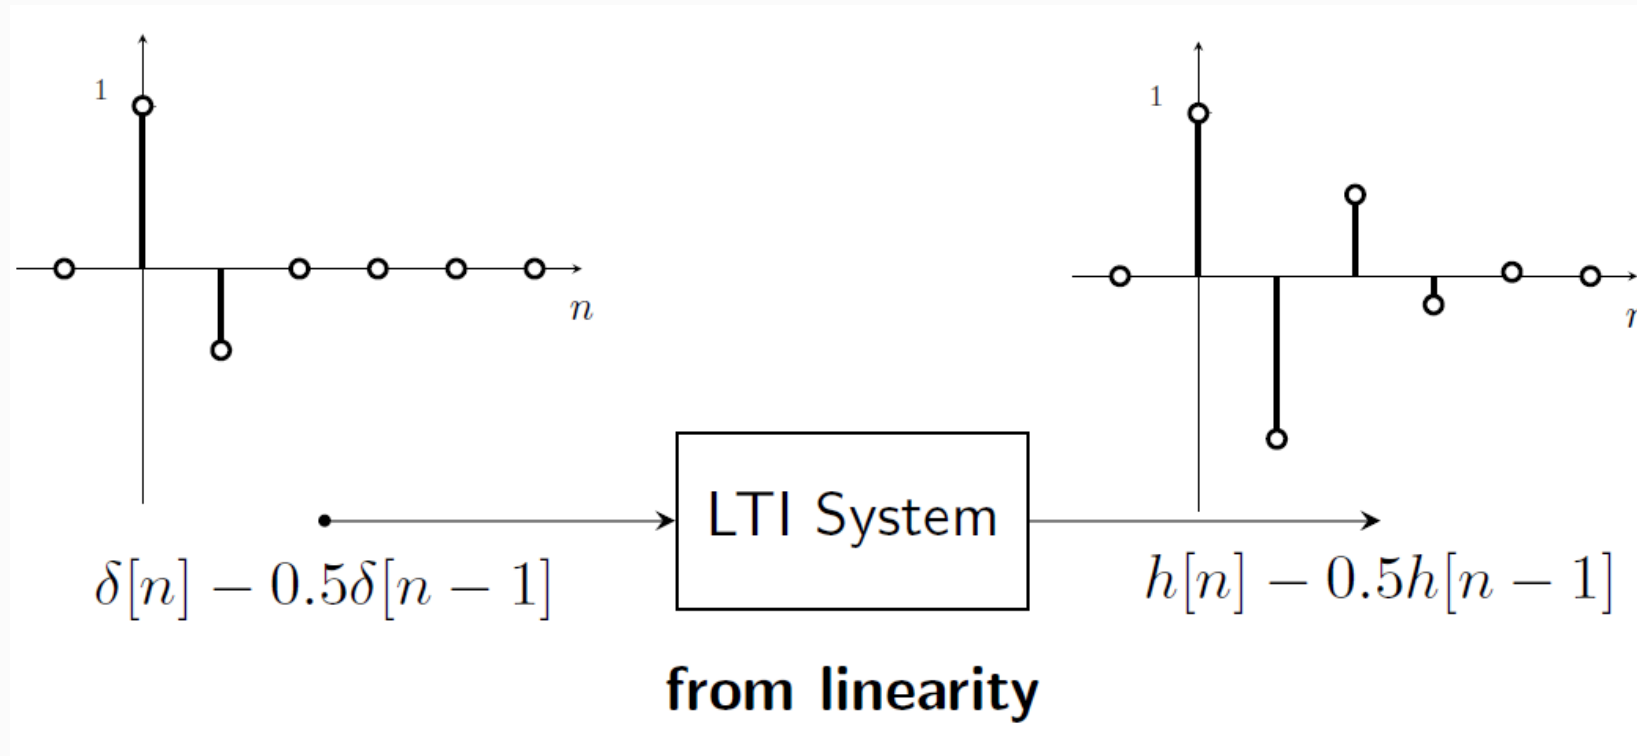 1
n
1
n
LTI System
δ[n] − 0.5δ[n − 1]
h[n] − 0.5h[n − 1]
from linearity